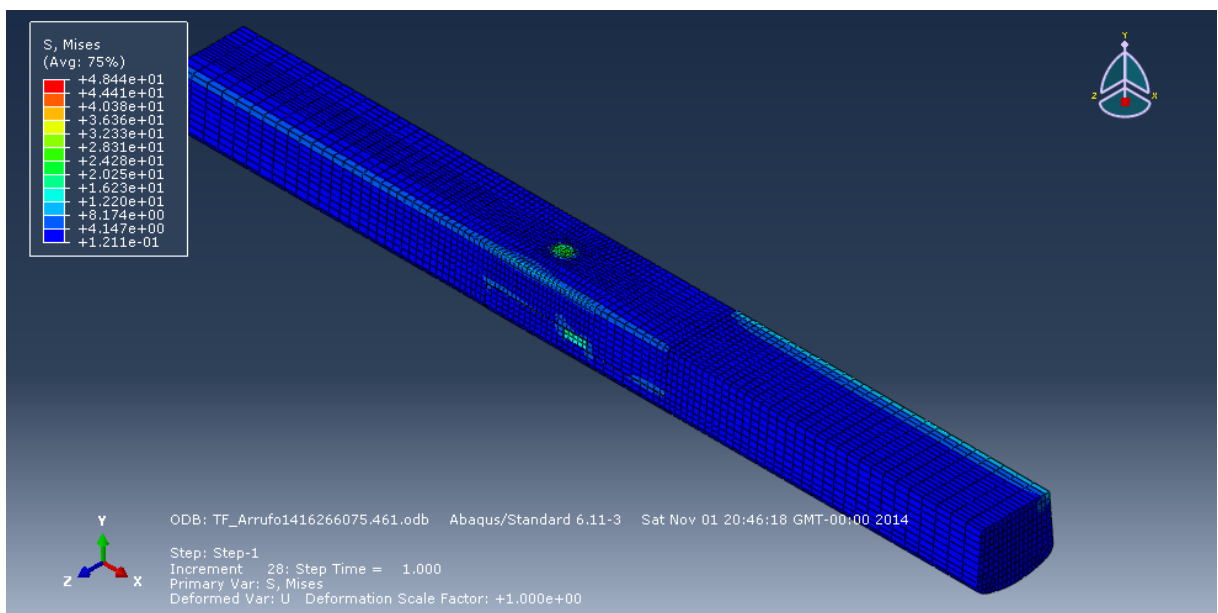 S, Mises
(Avg: 75%)
+4.844e+01
+4.441e+01
+4.038e+01
+3.636e+01
+3.233e+01
+2.831e+01
+2.428e+01
+2.025e+01
+1.623e+01
+1.220e+01
+8.174e+00
+4.147e+00
+1.211e-01
Y
Z
X
ODB: TF_Arrufo1416266075.461.odb Abaqus/Standard 6.11-3 Sat Nov 01 20:46:18 GMT-00:00 2014
Y
Z
X
Step: Step-1
Increment 28: Step Time = 1.000
Primary Var: S, Mises
Deformed Var: U Deformation Scale Factor: +1.000e+00